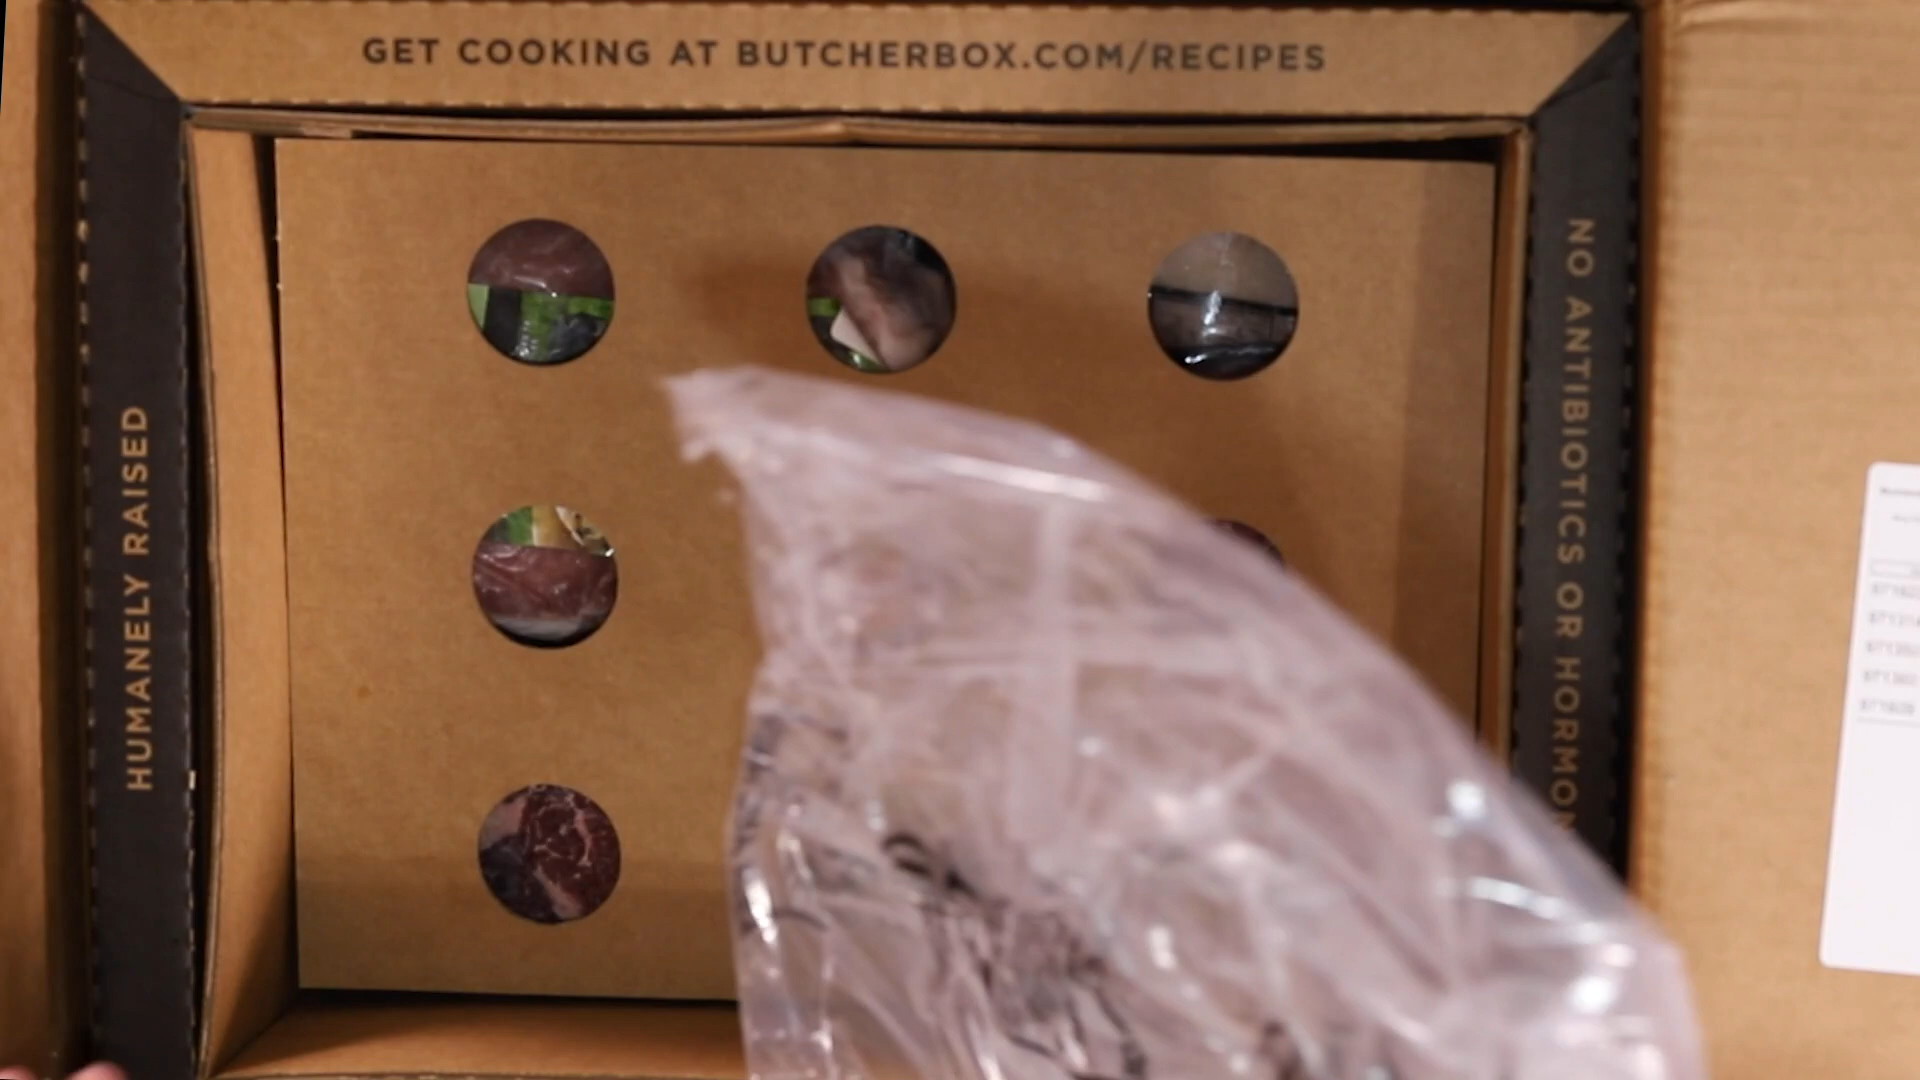 GET COOKING AT BUTCHERBOX.COM/RECIPES
HUMANELY RAISED
NO ANTIBIOTICS OR HORMON